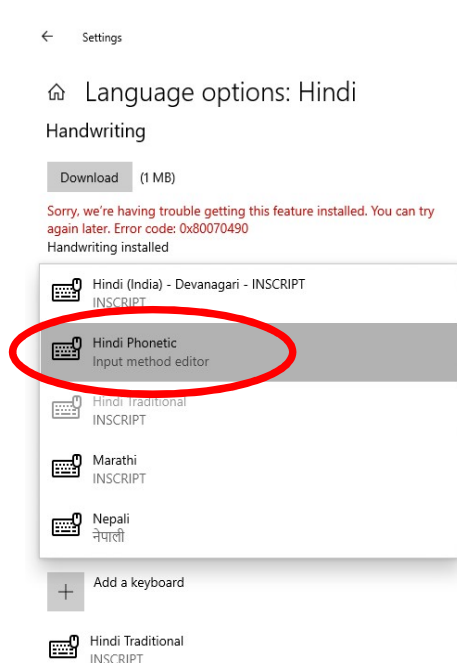 Settings
Language options: Hindi
Handwriting
Download (1 MB)
Sorry, we're having trouble getting this feature installed. You can try
again later. Error code: 0x80070490
Handwriting installed
Hindi (India) - Devanagari - INSCRIPT
INSCRIPT
Hindi Phonetic
Input method editor
Hindi Traditional
INSCRIPT
Marathi
INSCRIPT
Nepali
नेपाली
Add a keyboard
Hindi Traditional
INSCRIPT